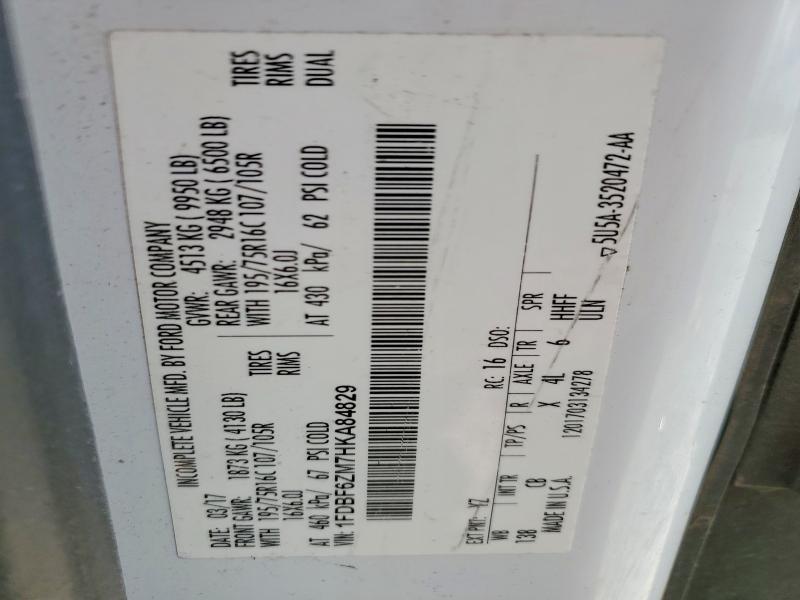 INCOMPLETE VEHICLE MFD. BY FORD MOTOR COMPANY
DATE: 03/17 GVWR: 4513 KG ( 9950 LB)
FRONT GAWR: 1873 KG ( 4130 LB) REAR GAWR: 2948 KG ( 6500 LB)
WITH 195/75R16C 107/105R TIRES WITH 195/75R16C 107/105R TIRES
16X6.0J RIMS 16X6.0J RIMS
AT 460 kPa/ 67 PSI COLD AT 430 kPa/ 62 PSI COLD DUAL
VIN: 1FDBF6ZM7HKA84829
EXT PNT: YZ RC: 16 DSO:
WB INT TR TP/PS R AXLE TR SPR
138 CB X 4L 6 HHFF
MADE IN U.S.A. 1201703134278 ULN
▽5U5A-3520472-AA